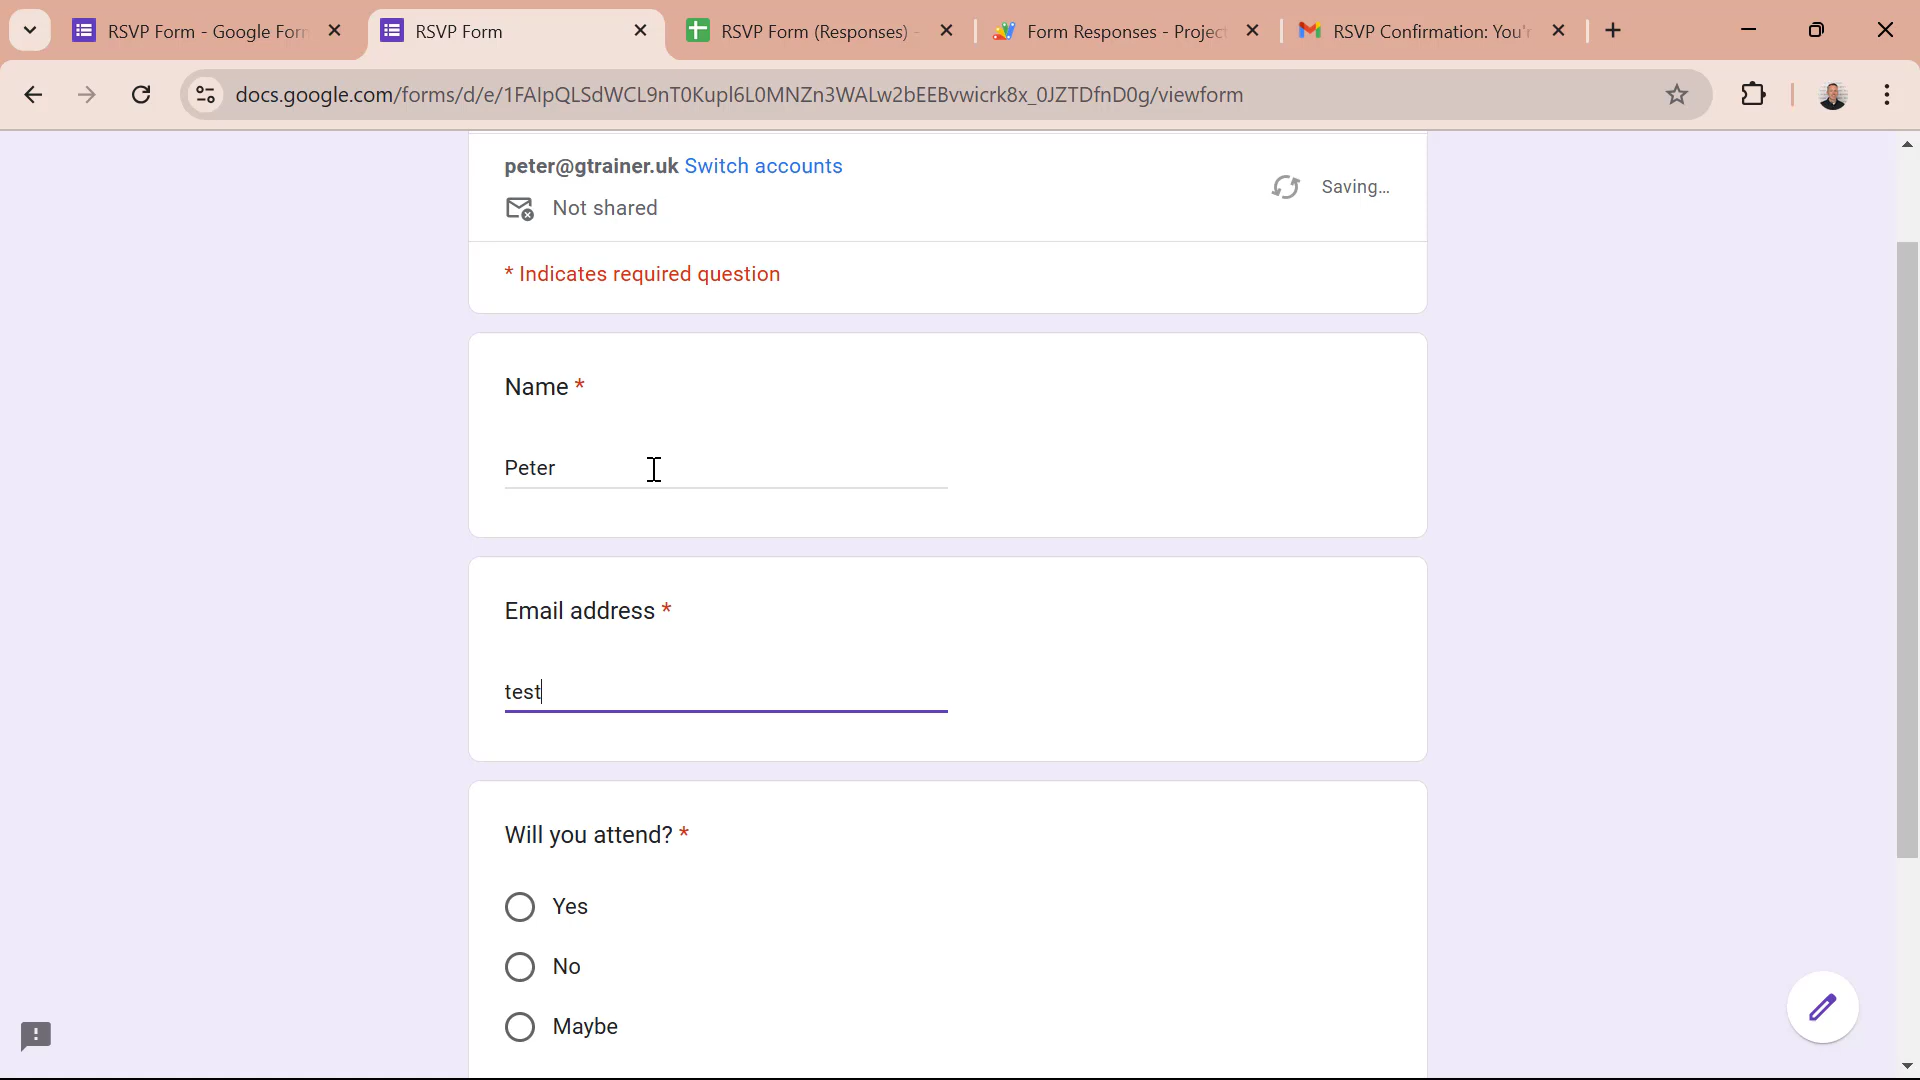 RSVP Form - Google For
RSVP Form
RSVP Form (Responses) -
Form Responses - Project
RSVP Confirmation: You'r
docs.google.com/forms/d/e/1FAIpQLSdWCL9nT0Kupl6L0MNZn3WALw2bEEBvwicrk8x_0JZTDfnD0g/viewform
peter@gtrainer.uk Switch accounts
Saving...
Not shared
* Indicates required question
Name *
Peter
Email address *
test
Will you attend? *
Yes
No
Maybe